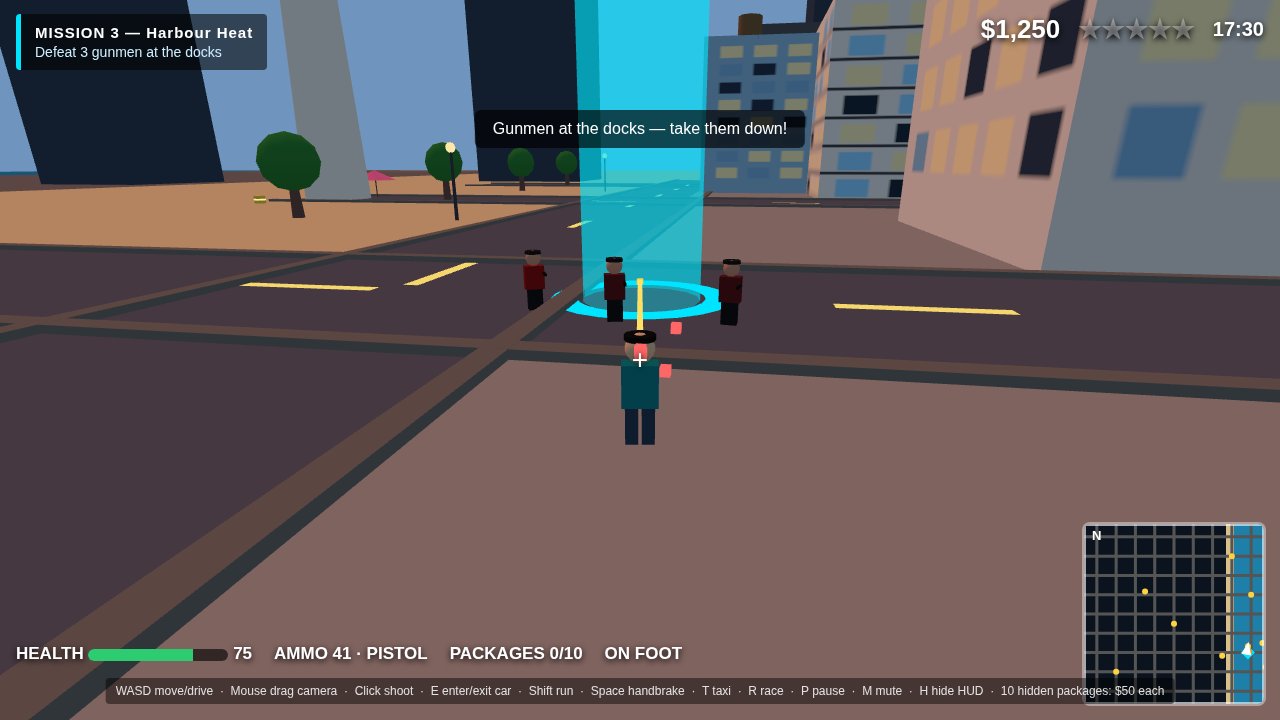 MISSION 3 — Harbour Heat
Defeat 3 gunmen at the docks
$1,250 ★★★★★ 17:30
Gunmen at the docks — take them down!
N
HEALTH 75 AMMO 41 · PISTOL PACKAGES 0/10 ON FOOT
WASD move/drive · Mouse drag camera · Click shoot · E enter/exit car · Shift run · Space handbrake · T taxi · R race · P pause · M mute · H hide HUD · 10 hidden packages: $50 each